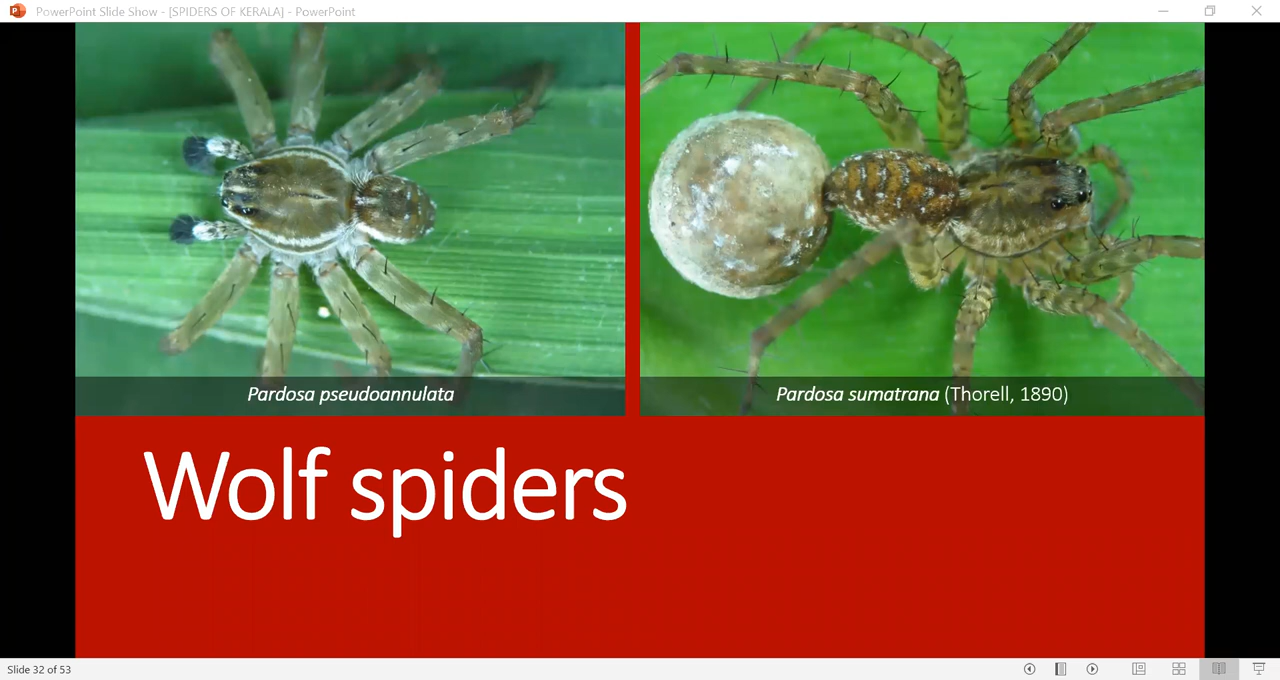 PowerPoint Slide Show - [SPIDERS OF KERALA] - PowerPoint
Pardosa pseudoannulata
Pardosa sumatrana (Thorell, 1890)
Wolf spiders
Slide 32 of 53